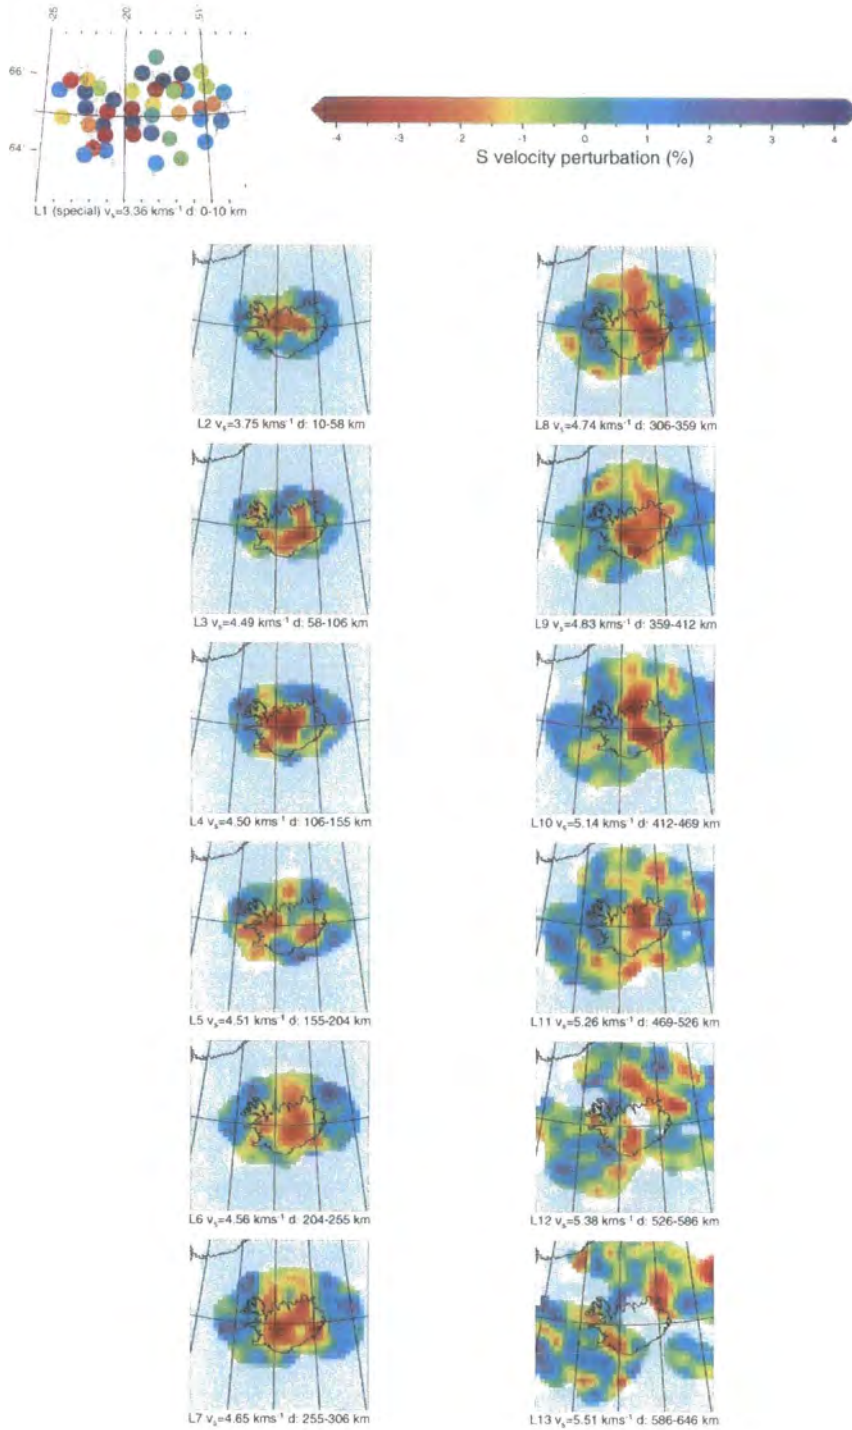 -25 -20 -15
66°
64°
L1 (special) vs=3.36 kms⁻¹ d: 0-10 km
-4 -3 -2 -1 0 1 2 3 4
S velocity perturbation (%)
L2 vs=3.75 kms⁻¹ d: 10-58 km
L8 vs=4.74 kms⁻¹ d: 306-359 km
L3 vs=4.49 kms⁻¹ d: 58-106 km
L9 vs=4.83 kms⁻¹ d: 359-412 km
L4 vs=4.50 kms⁻¹ d: 106-155 km
L10 vs=5.14 kms⁻¹ d: 412-469 km
L5 vs=4.51 kms⁻¹ d: 155-204 km
L11 vs=5.26 kms⁻¹ d: 469-526 km
L6 vs=4.56 kms⁻¹ d: 204-255 km
L12 vs=5.38 kms⁻¹ d: 526-586 km
L7 vs=4.65 kms⁻¹ d: 255-306 km
L13 vs=5.51 kms⁻¹ d: 586-646 km